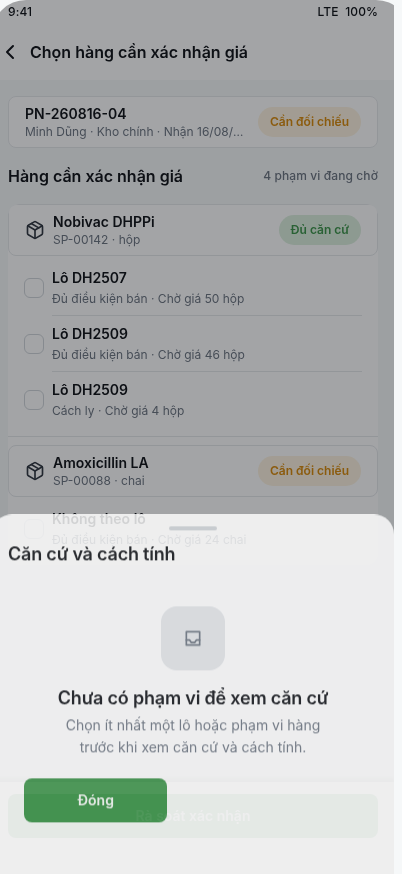 9:41
LTE 100%
Chọn hàng cần xác nhận giá
PN-260816-04
Minh Dũng · Kho chính · Nhận 16/08/...
Cần đối chiếu
Hàng cần xác nhận giá
4 phạm vi đang chờ
Nobivac DHPPi
SP-00142 · hộp
Đủ căn cứ
Lô DH2507
Đủ điều kiện bán · Chờ giá 50 hộp
Lô DH2509
Đủ điều kiện bán · Chờ giá 46 hộp
Lô DH2509
Cách ly · Chờ giá 4 hộp
Amoxicillin LA
SP-00088 · chai
Cần đối chiếu
Không theo lô
Đủ điều kiện bán · Chờ giá 24 chai
Căn cứ và cách tính
Chưa có phạm vi để xem căn cứ
Chọn ít nhất một lô hoặc phạm vi hàng
trước khi xem căn cứ và cách tính.
Đóng
xác nhận